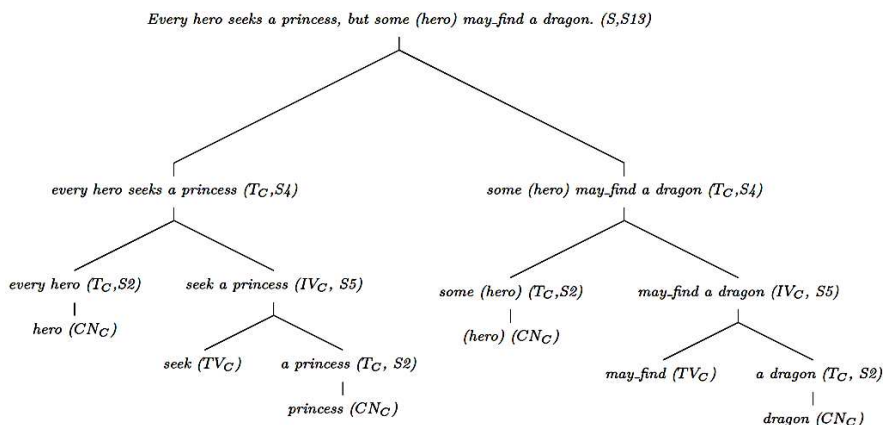 Every hero seeks a princess, but some (hero) may_find a dragon. (S,S13)
every hero seeks a princess (T_C,S4)
some (hero) may_find a dragon (T_C,S4)
every hero (T_C,S2)
seek a princess (IV_C, S5)
some (hero) (T_C,S2)
may_find a dragon (IV_C, S5)
hero (CN_C)
(hero) (CN_C)
seek (TV_C)
a princess (T_C, S2)
may_find (TV_C)
a dragon (T_C, S2)
princess (CN_C)
dragon (CN_C)